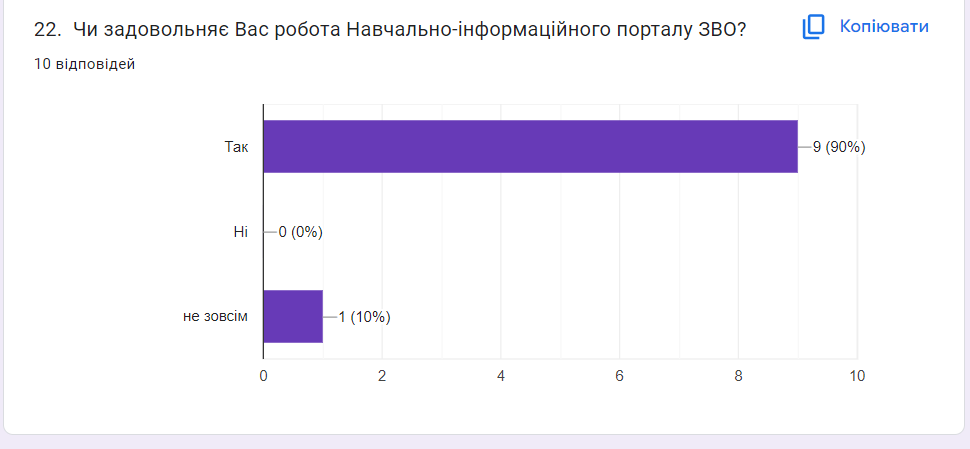 22. Чи задовольняє Вас робота Навчально-інформаційного порталу ЗВО?
Копіювати
10 відповідей
Так
9 (90%)
Ні
0 (0%)
не зовсім
1 (10%)
0 2 4 6 8 10